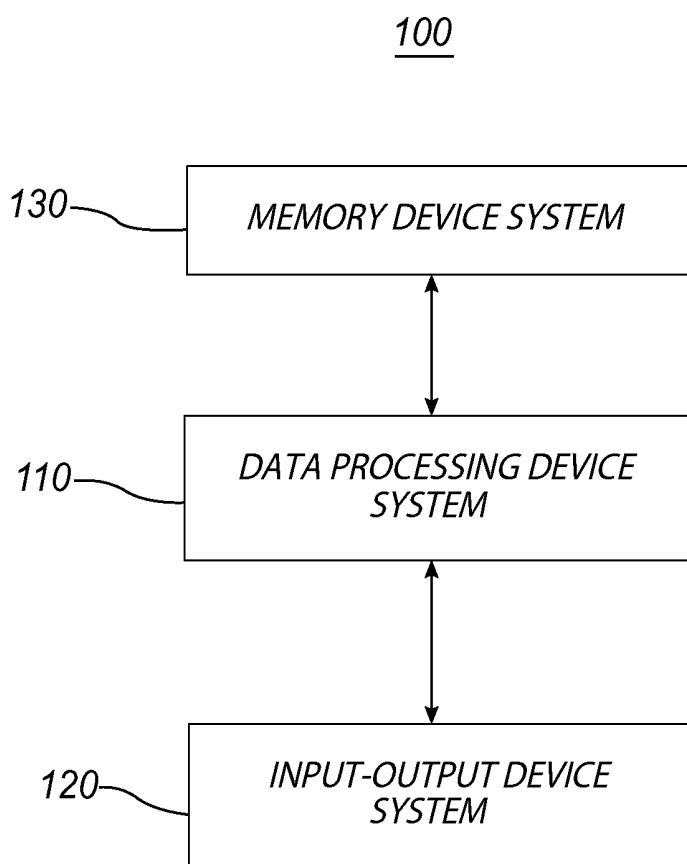 100
130
MEMORY DEVICE SYSTEM
110
DATA PROCESSING DEVICE
SYSTEM
120
INPUT-OUTPUT DEVICE
SYSTEM